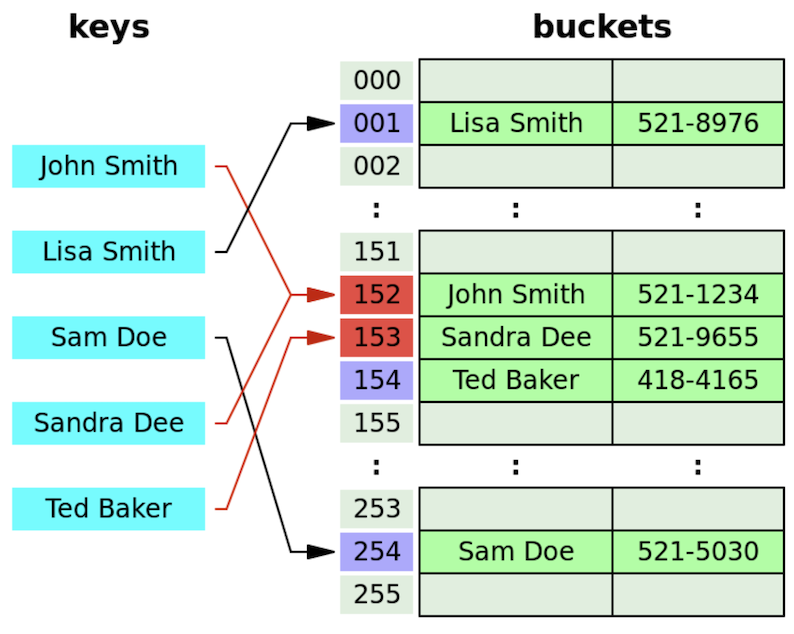 keys
buckets
John Smith
Lisa Smith
Sam Doe
Sandra Dee
Ted Baker
000
001 Lisa Smith 521-8976
002
: : :
151
152 John Smith 521-1234
153 Sandra Dee 521-9655
154 Ted Baker 418-4165
155
: : :
253
254 Sam Doe 521-5030
255